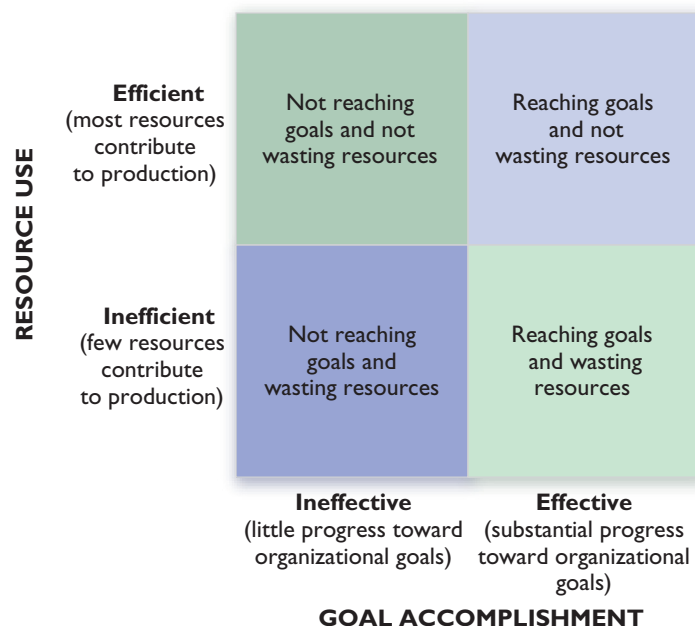 RESOURCE USE
Efficient
(most resources
contribute
to production)
Not reaching
goals and not
wasting resources
Reaching goals
and not
wasting resources
Inefficient
(few resources
contribute
to production)
Not reaching
goals and
wasting resources
Reaching goals
and wasting
resources
Ineffective
(little progress toward
organizational goals)
Effective
(substantial progress
toward organizational
goals)
GOAL ACCOMPLISHMENT